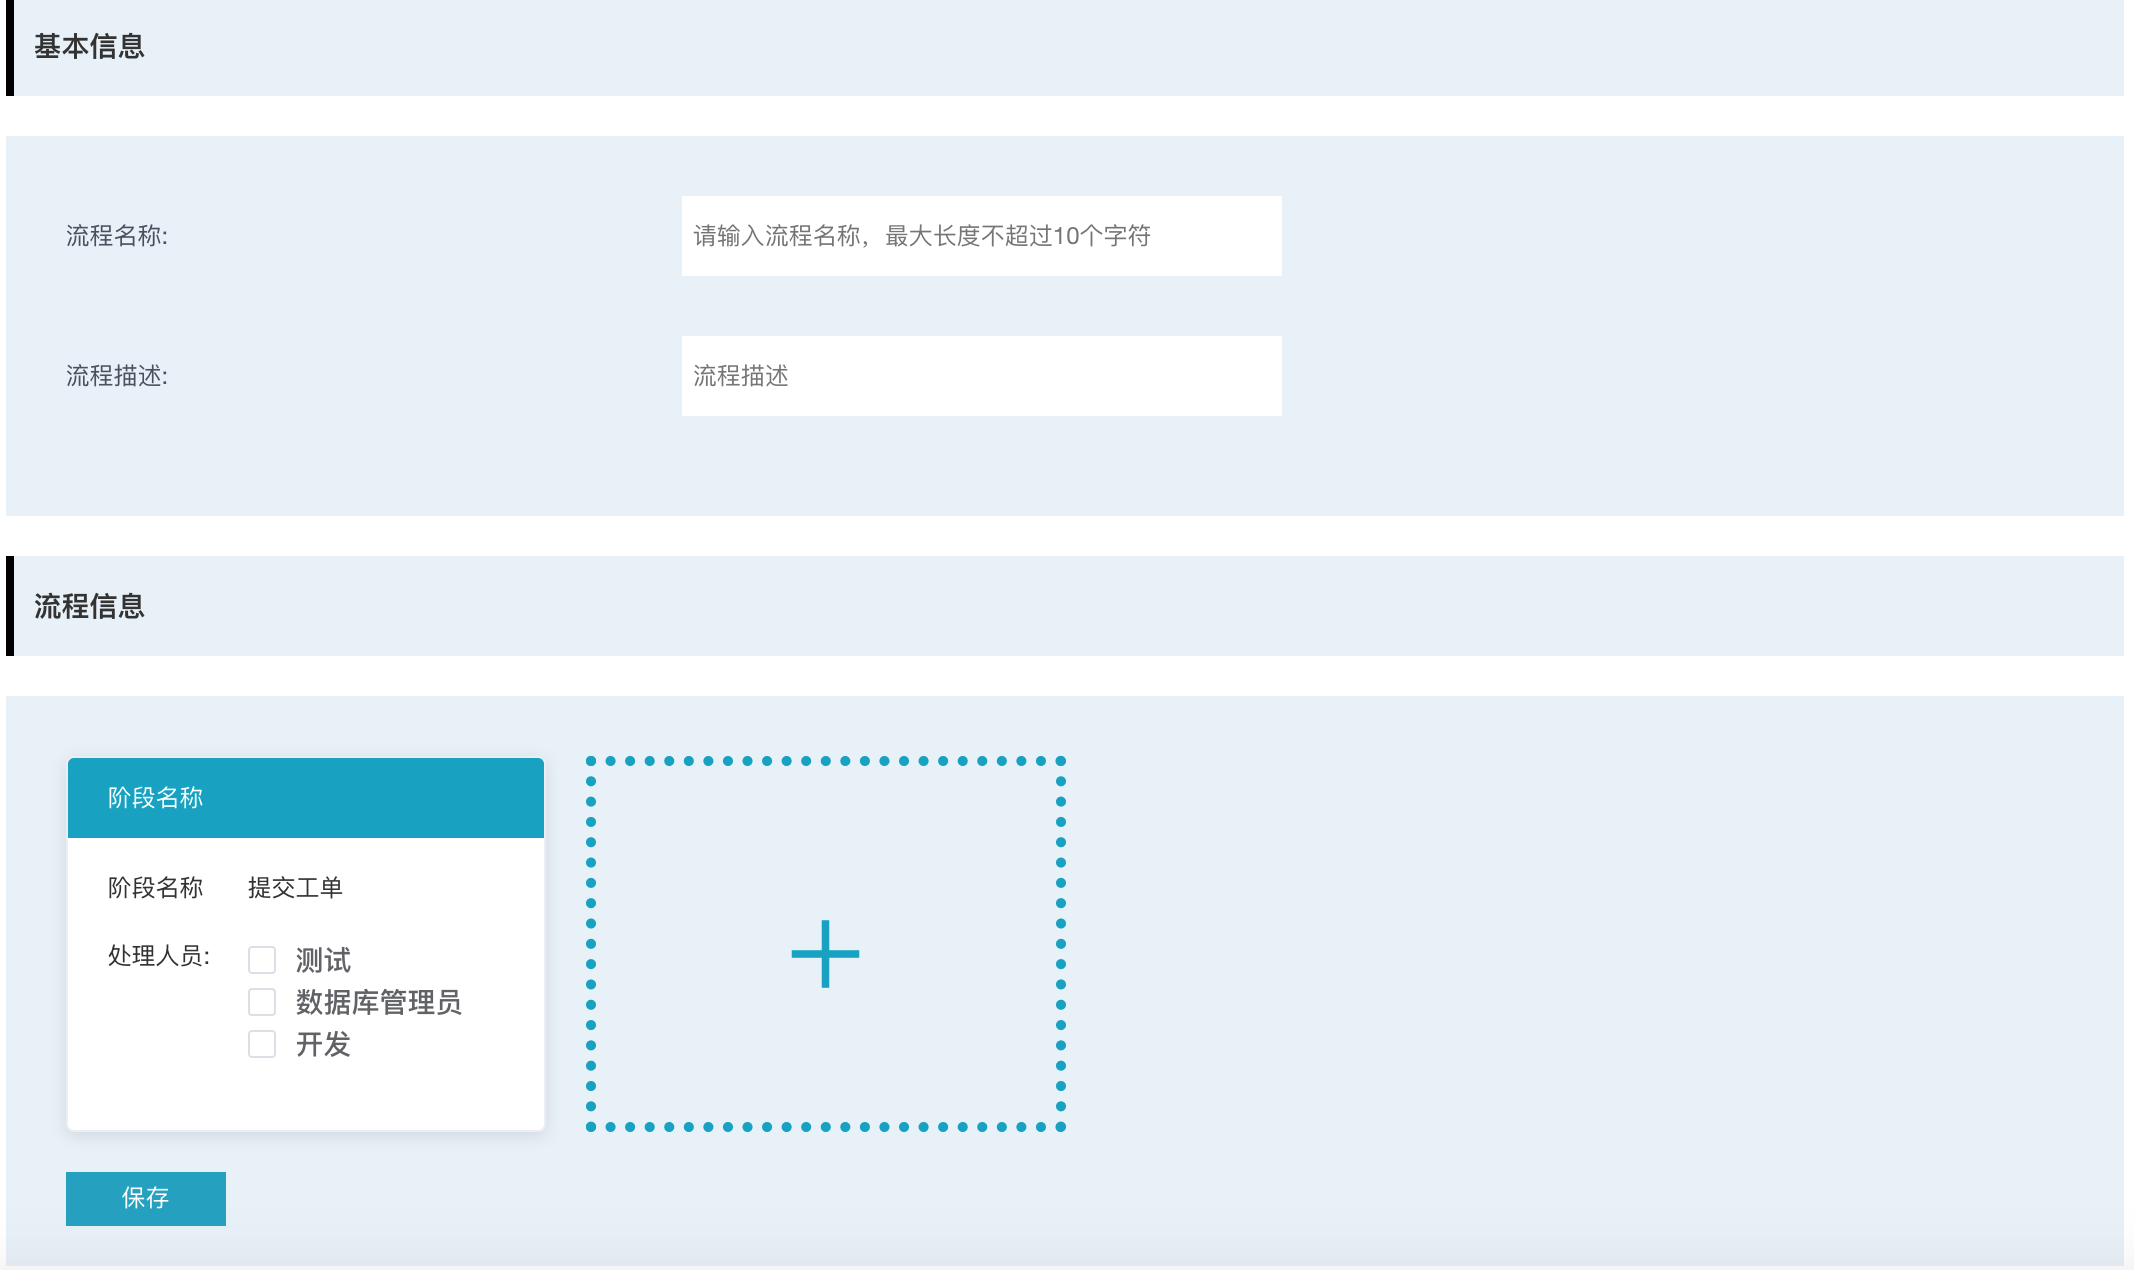 基本信息
流程名称:
请输入流程名称，最大长度不超过10个字符
流程描述:
流程描述
流程信息
阶段名称
阶段名称 提交工单
处理人员:
测试
数据库管理员
开发
保存